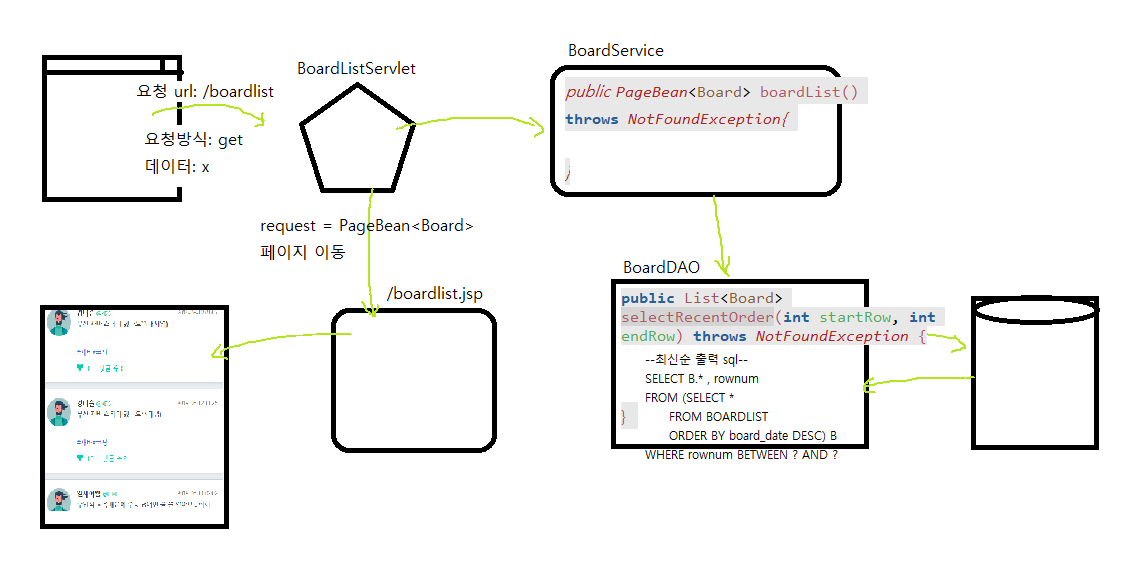 BoardService
BoardListServlet
요청 url: /boardlist
public PageBean<Board> boardList()
throws NotFoundException{
요청방식: get
데이터: x
}
request = PageBean<Board>
페이지 이동
BoardDAO
/boardlist.jsp
public List<Board>
selectRecentOrder(int startRow, int
endRow) throws NotFoundException {
--최신순 출력 sql--
SELECT B.* , rownum
FROM (SELECT *
} FROM BOARDLIST
ORDER BY board_date DESC) B
WHERE rownum BETWEEN ? AND ?